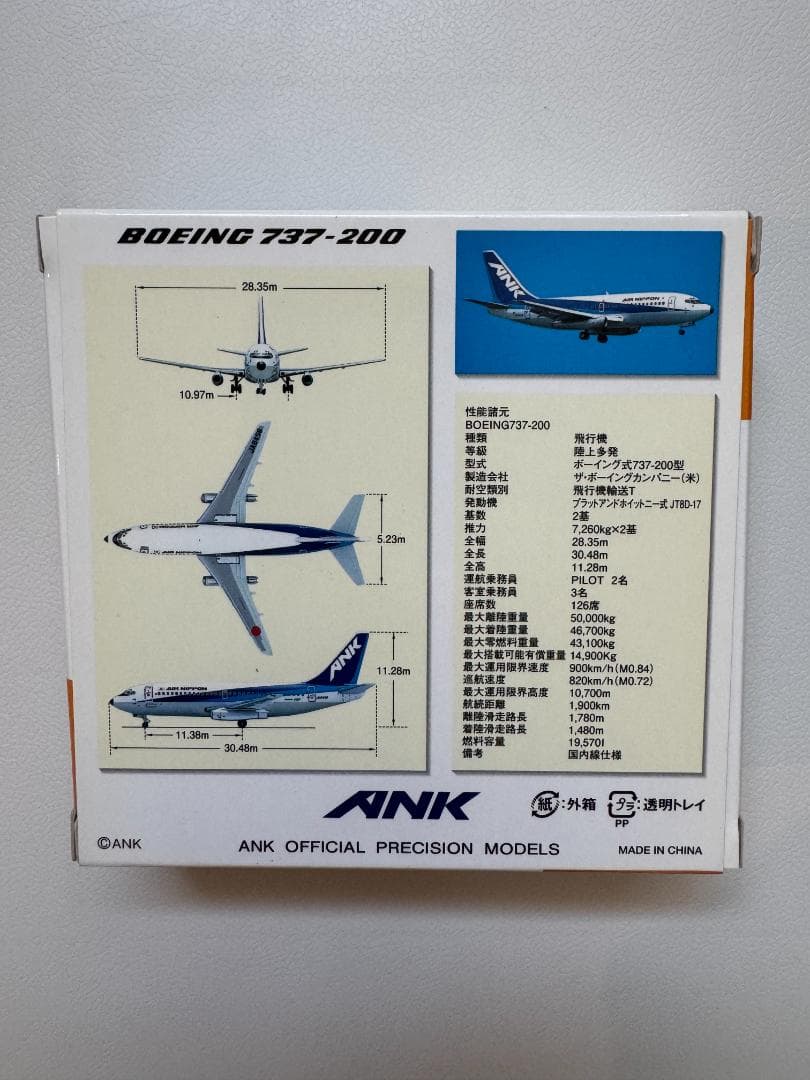 BOEING 737-200
28.35m
10.97m
5.23m
ANK
AIR NIPPON
11.28m
11.38m
30.48m
ANK
AIR NIPPON
性能諸元
BOEING737-200
種類 飛行機
等級 陸上多発
型式 ボーイング式737-200型
製造会社 ザ・ボーイングカンパニー(米)
耐空類別 飛行機輸送T
発動機 プラットアンドホイットニー式 JT8D-17
基数 2基
推力 7,260kg×2基
全幅 28.35m
全長 30.48m
全高 11.28m
運航乗務員 PILOT 2名
客室乗務員 3名
座席数 126席
最大離陸重量 50,000kg
最大着陸重量 46,700kg
最大零燃料重量 43,100kg
最大搭載可能有償重量 14,900Kg
最大運用限界速度 900km/h(M0.84)
巡航速度 820km/h(M0.72)
最大運用限界高度 10,700m
航続距離 1,900km
離陸滑走路長 1,780m
着陸滑走路長 1,480m
燃料容量 19,570l
備考 国内線仕様
ANK
紙:外箱
プラ:透明トレイ
PP
©ANK
ANK OFFICIAL PRECISION MODELS
MADE IN CHINA